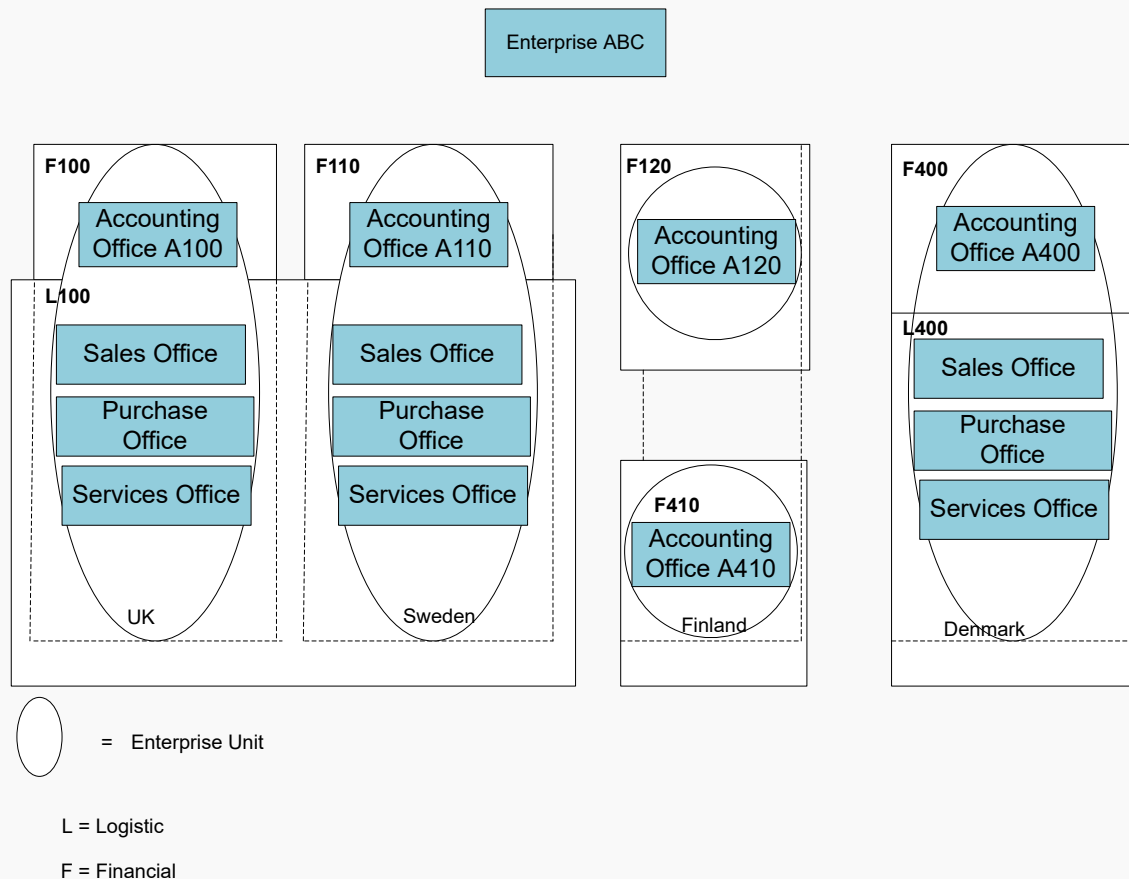 Enterprise ABC
F100
Accounting
Office A100
L100
Sales Office
Purchase
Office
Services Office
UK
F110
Accounting
Office A110
Sales Office
Purchase
Office
Services Office
Sweden
F120
Accounting
Office A120
F410
Accounting
Office A410
Finland
F400
Accounting
Office A400
L400
Sales Office
Purchase
Office
Services Office
Denmark
= Enterprise Unit
L = Logistic
F = Financial